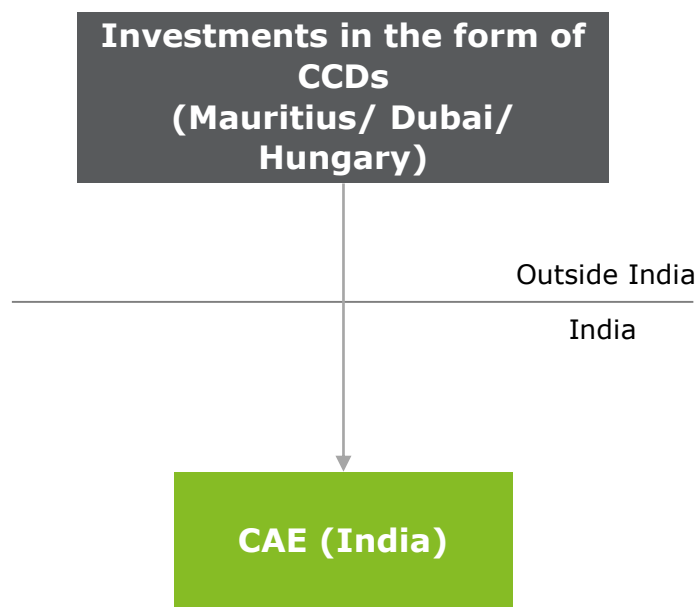 Investments in the form of
CCDs
(Mauritius/ Dubai/
Hungary)
Outside India
India
CAE (India)